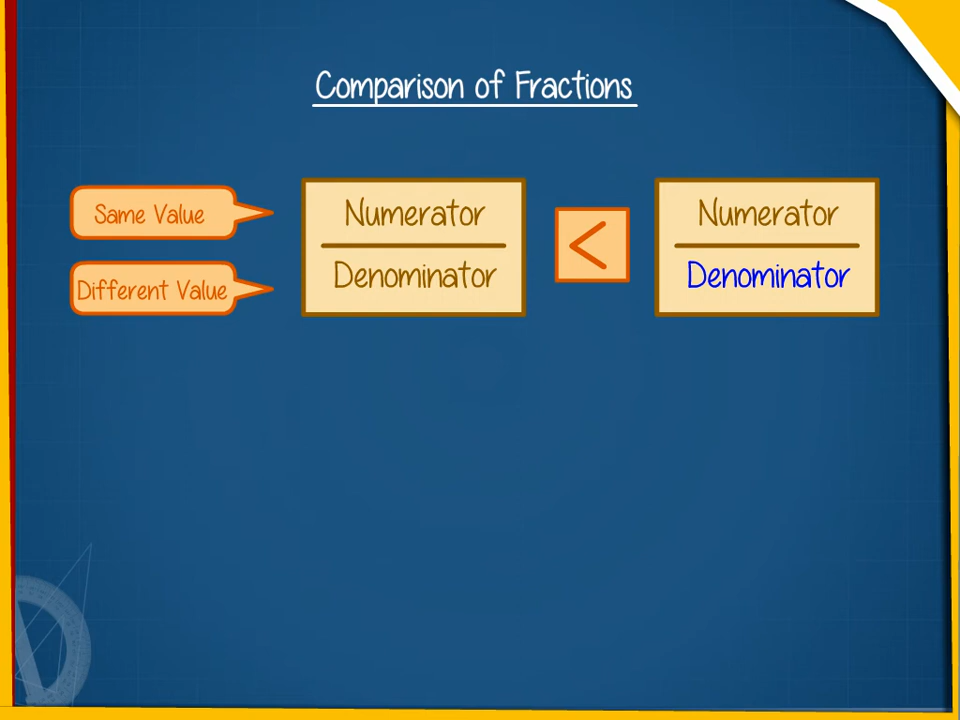 Comparison of Fractions
Same Value
Different Value
Numerator
Denominator
<
Numerator
Denominator